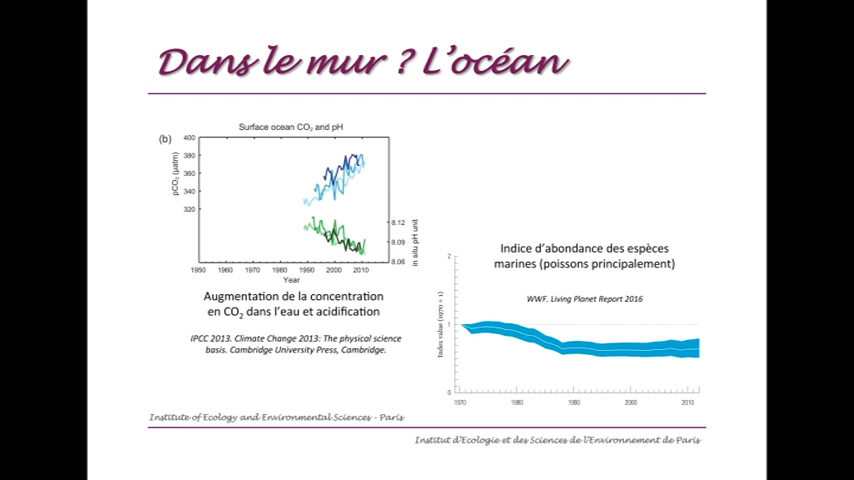 Dans le mur ? L'océan
Surface ocean CO₂ and pH
(b)
400
380
360
340
320
pCO₂ (µatm)
8.12
8.09
8.06
in situ pH unit
1950 1960 1970 1980 1990 2000 2010
Year
Augmentation de la concentration
en CO₂ dans l'eau et acidification
IPCC 2013. Climate Change 2013: The physical science
basis. Cambridge University Press, Cambridge.
Indice d'abondance des espèces
marines (poissons principalement)
WWF. Living Planet Report 2016
2
1
0
Index value (1970 = 1)
1970 1980 1990 2000 2010
Institute of Ecology and Environmental Sciences - Paris
Institut d'Ecologie et des Sciences de l'Environnement de Paris